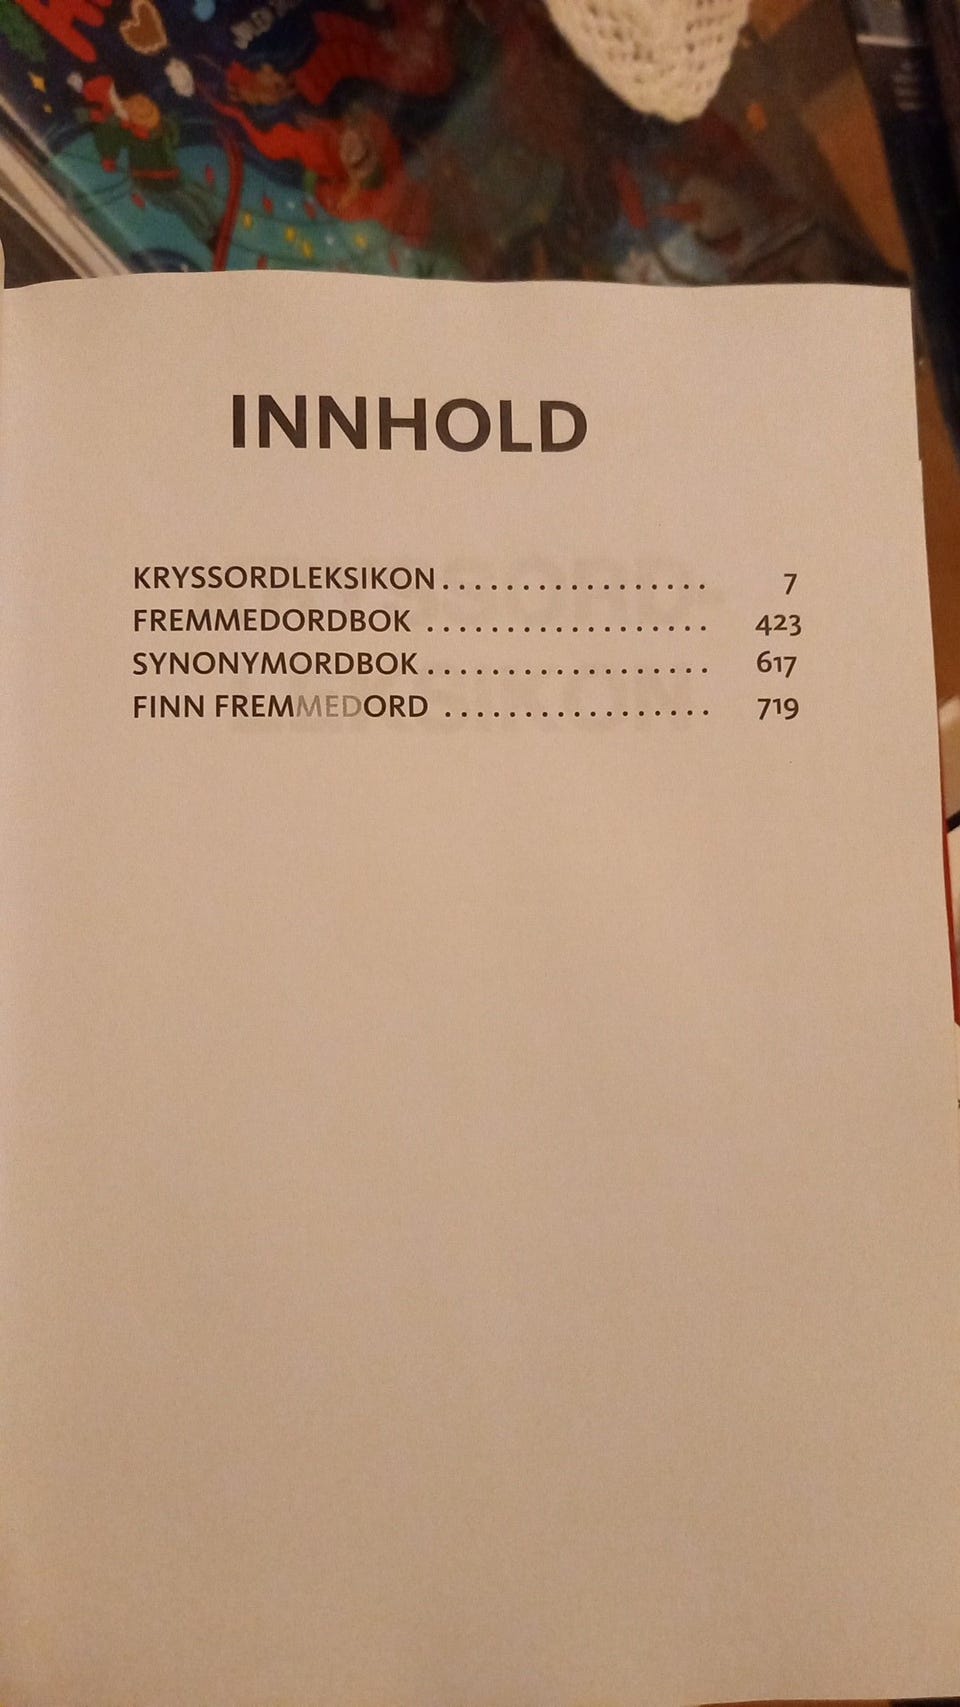 INNHOLD
KRYSSORDLEKSIKON................. 7
FREMMEDORDBOK .................. 423
SYNONYMORDBOK .................. 617
FINN FREMMEDORD ................. 719